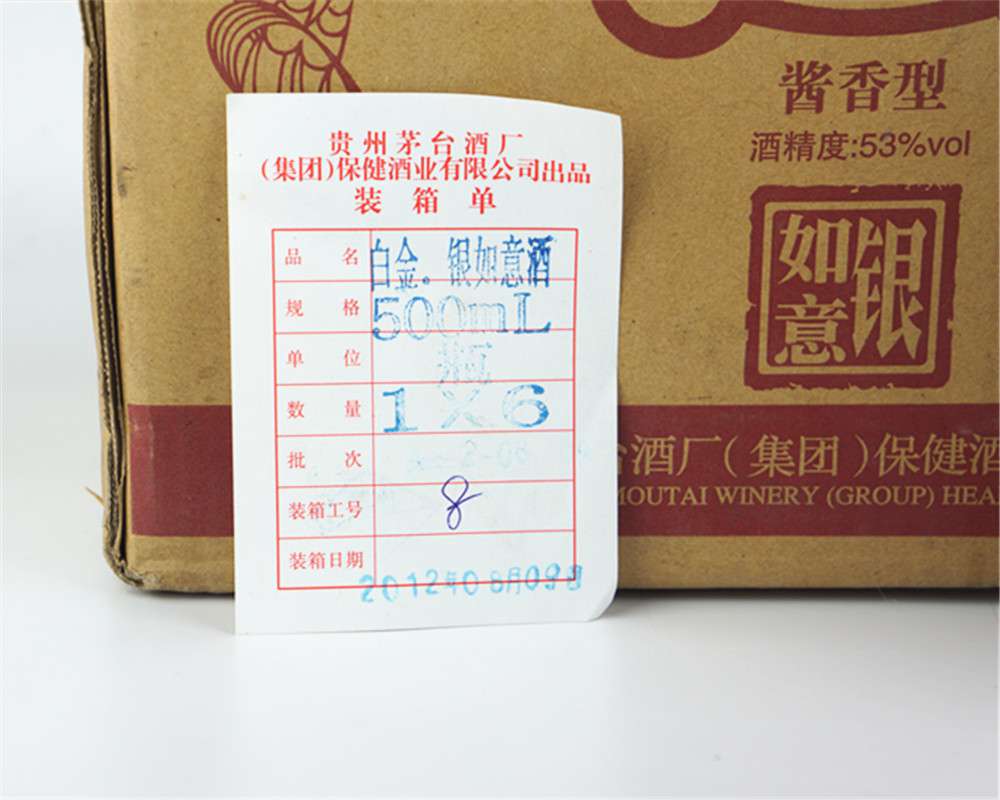 贵州茅台酒厂
(集团)保健酒业有限公司出品
装箱单
品名 白金。银如意酒
规格 500mL
单位 瓶
数量 1×6
批次
装箱工号 8
装箱日期 2012年08月09日
酱香型
酒精度:53%vol
如意 银
酒厂(集团)保健酒
MOUTAI WINERY (GROUP) HEA